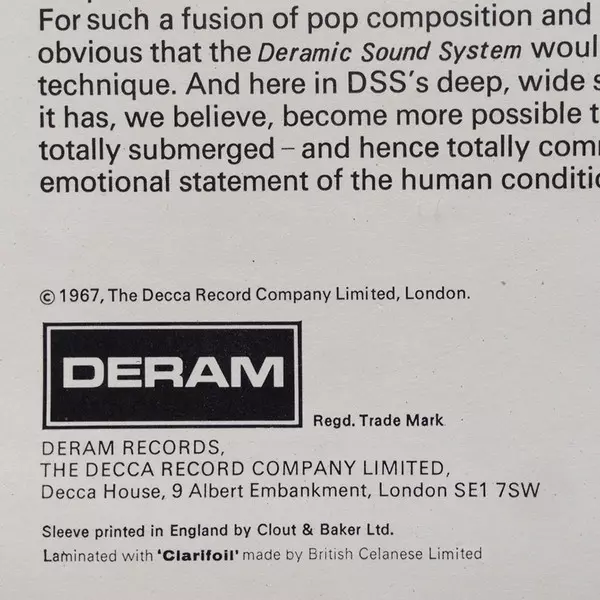 For such a fusion of pop composition and
obvious that the Deramic Sound System
technique. And here in DSS's deep, wide
it has, we believe, become more possible
totally submerged – and hence totally
emotional statement of the human
© 1967, The Decca Record Company Limited, London.
DERAM
Regd. Trade Mark
DERAM RECORDS,
THE DECCA RECORD COMPANY LIMITED,
Decca House, 9 Albert Embankment, London SE1 7SW
Sleeve printed in England by Clout & Baker Ltd.
Laminated with 'Clarifoil' made by British Celanese Limited